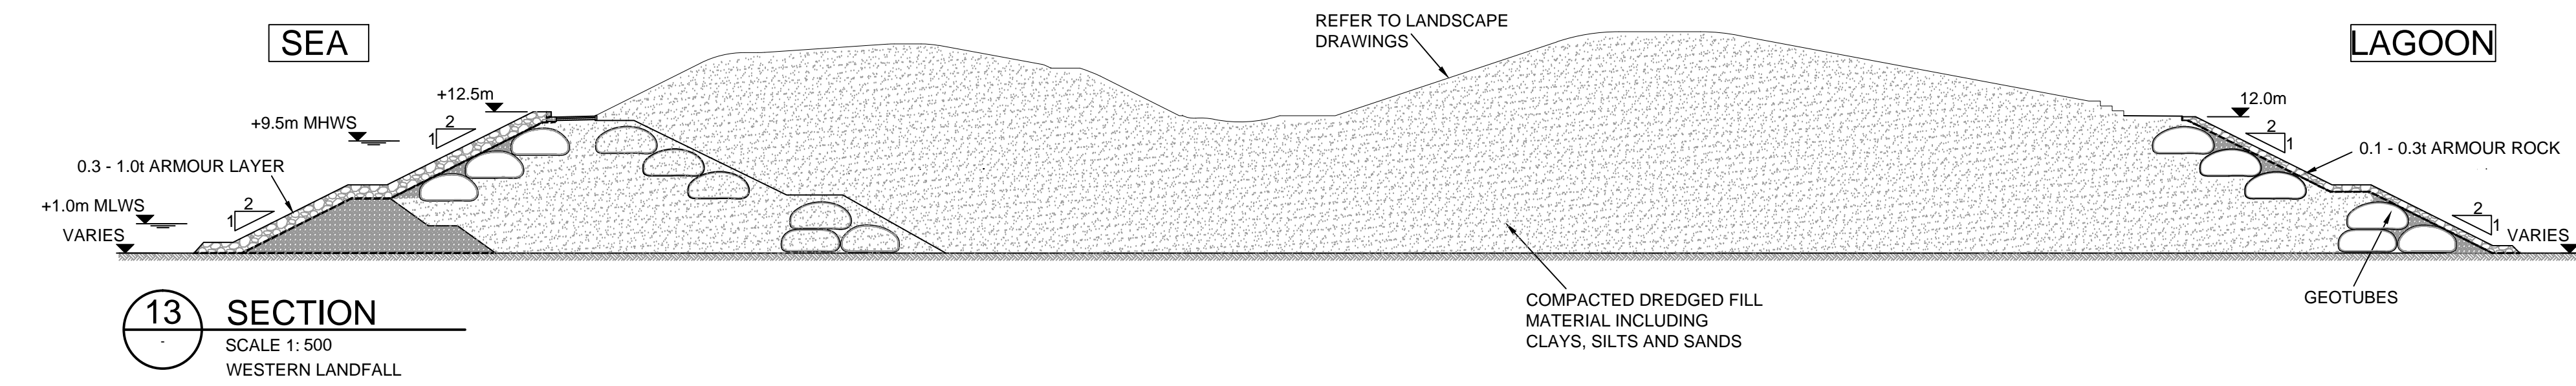 SEA
REFER TO LANDSCAPE
DRAWINGS
LAGOON
+12.5m
12.0m
+9.5m MHWS
2
1
2
1
0.3 - 1.0t ARMOUR LAYER
0.1 - 0.3t ARMOUR ROCK
+1.0m MLWS
2
1
2
1
VARIES
VARIES
COMPACTED DREDGED FILL
MATERIAL INCLUDING
CLAYS, SILTS AND SANDS
GEOTUBES
13
-
SECTION
SCALE 1: 500
WESTERN LANDFALL